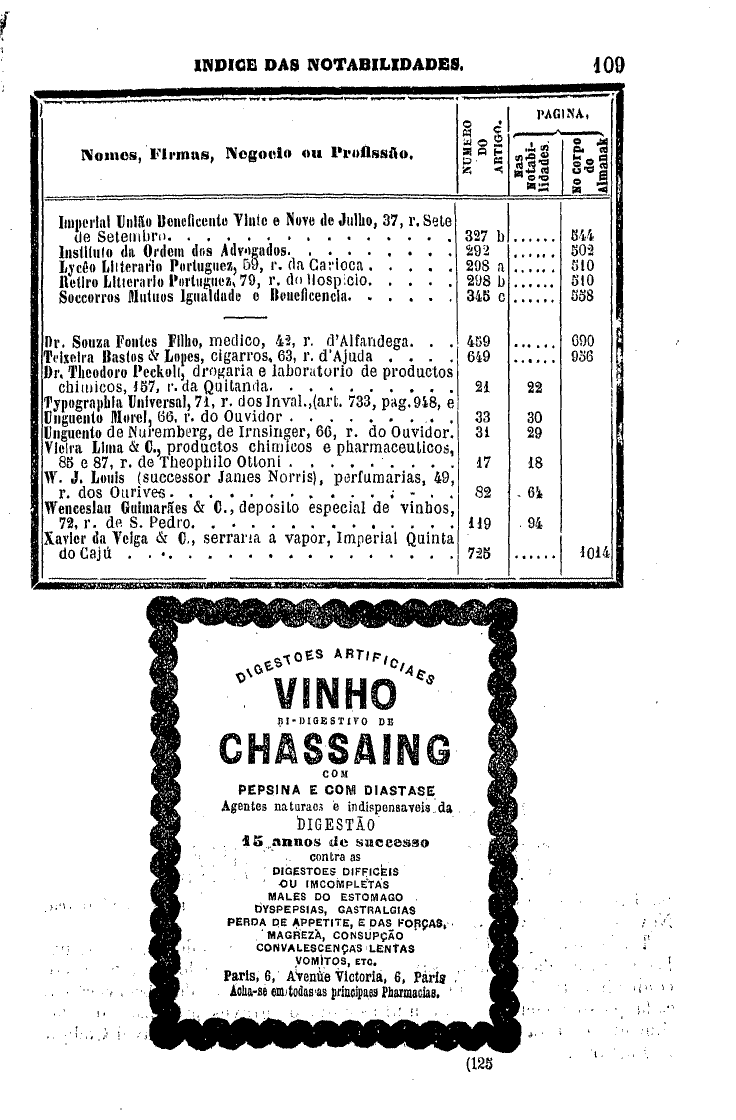 INDICE DAS NOTABILIDADES. 109
Nomes, Firmas, Negocio ou Profissão.
NUMERO DO ARTIGO.
PAGINA,
Nas Notabilidades.
No corpo do Almanak
Imperial União Beneficente Vinte e Nove de Julho, 37, r. Sete
de Setembro. . . . . . . . . . . . . . . 327 b ...... 544
Instituto da Ordem dos Advogados. . . . . . . . . 292 ...... 502
Lycêo Litterario Portuguez, 59, r. da Carioca . . . . . 298 a ...... 510
Retiro Litterario Portuguez, 79, r. do Hospicio. . . . . . 298 b ...... 510
Soccorros Mutuos Igualdade e Beneficencia. . . . . . 345 c ...... 558
Dr. Souza Fontes Filho, medico, 42, r. d'Alfandega. . . 459 ...... 690
Teixeira Bastos & Lopes, cigarros, 63, r. d'Ajuda . . . . 649 ...... 956
Dr. Theodoro Peckolt, drogaria e laboratorio de productos
chimicos, 157, r. da Quitanda. . . . . . . . . . 21 22
Typographia Universal, 71, r. dos Inval.,(art. 733, pag. 948, e
Unguento Morel, 66, r. do Ouvidor . . . . . . . . . 33 30
Unguento de Nuremberg, de Irnsinger, 66, r. do Ouvidor. 31 29
Vieira Lima & C., productos chimicos e pharmaceuticos,
85 e 87, r. de Theophilo Ottoni . . . . . . . . . 17 18
W. J. Louis (successor James Norris), perfumarias, 49,
r. dos Ourives. . . . . . . . . . . . . . . 82 64
Wenceslau Guimarães & C., deposito especial de vinhos,
72, r. de S. Pedro. . . . . . . . . . . . . . 119 94
Xavier da Veiga & C., serraria a vapor, Imperial Quinta
do Cajú . . . . . . . . . . . . . . . . . 725 ...... 1014
DIGESTOES ARTIFICIAES
VINHO
BI-DIGESTIVO DE
CHASSAING
COM
PEPSINA E COM DIASTASE
Agentes naturaes e indispensaveis da
DIGESTÃO
15 annos de successo
contra as
DIGESTOES DIFFICEIS
OU IMCOMPLETAS
MALES DO ESTOMAGO
DYSPEPSIAS, GASTRALGIAS
PERDA DE APPETITE, E DAS FORÇAS,
MAGREZA, CONSUPÇÃO
CONVALESCENÇAS LENTAS
VOMITOS, ETC.
Paris, 6, Avenue Victoria, 6, Paris
Acha-se em todas as principaes Pharmacias.
(125